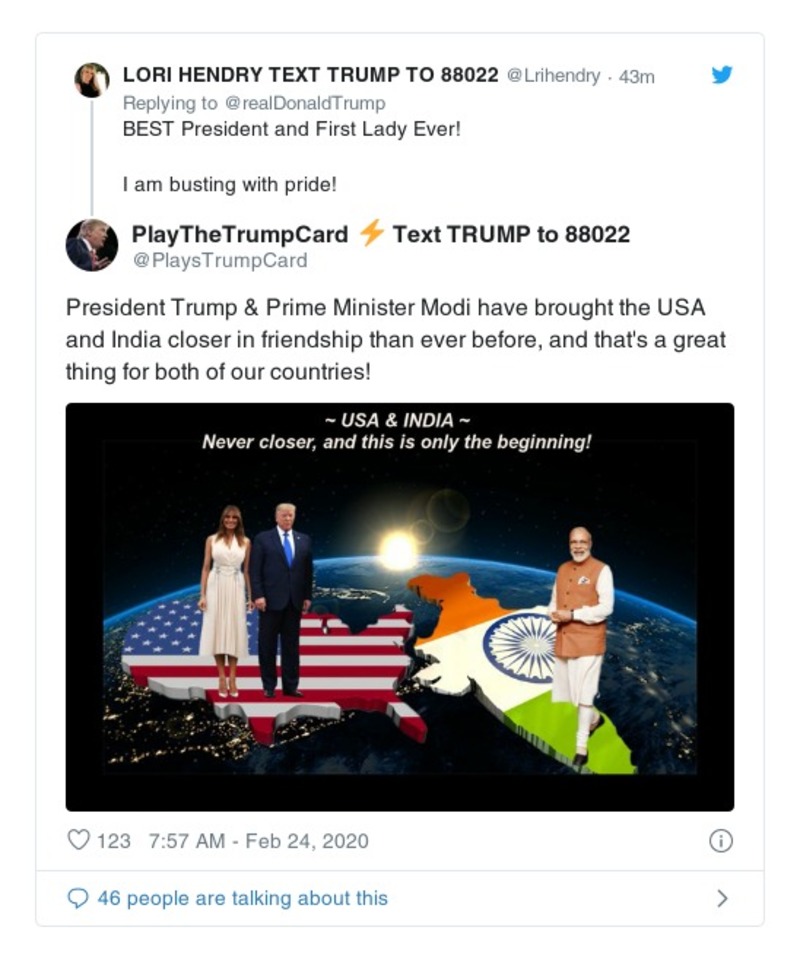 LORI HENDRY TEXT TRUMP TO 88022 @Lrihendry · 43m
Replying to @realDonaldTrump
BEST President and First Lady Ever!
I am busting with pride!
PlayTheTrumpCard ⚡ Text TRUMP to 88022
@PlaysTrumpCard
President Trump & Prime Minister Modi have brought the USA
and India closer in friendship than ever before, and that's a great
thing for both of our countries!
~ USA & INDIA ~
Never closer, and this is only the beginning!
123 7:57 AM - Feb 24, 2020
46 people are talking about this